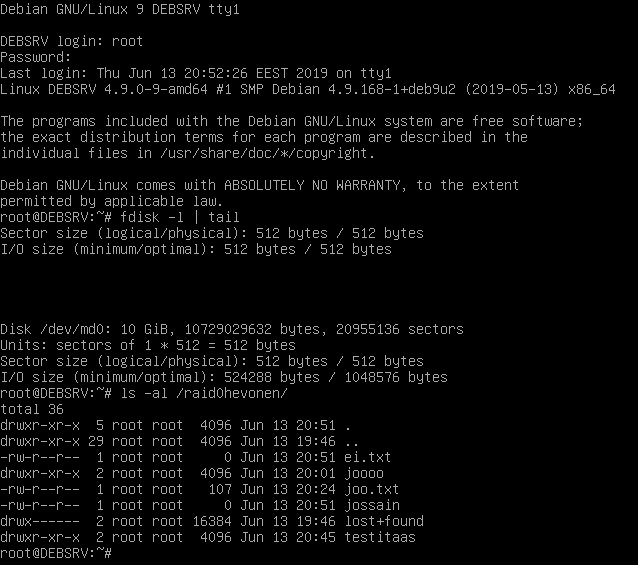 Debian GNU/Linux 9 DEBSRV tty1
DEBSRV login: root
Password:
Last login: Thu Jun 13 20:52:26 EEST 2019 on tty1
Linux DEBSRV 4.9.0-9-amd64 #1 SMP Debian 4.9.168-1+deb9u2 (2019-05-13) x86_64
The programs included with the Debian GNU/Linux system are free software;
the exact distribution terms for each program are described in the
individual files in /usr/share/doc/*/copyright.
Debian GNU/Linux comes with ABSOLUTELY NO WARRANTY, to the extent
permitted by applicable law.
root@DEBSRV:~# fdisk -l | tail
Sector size (logical/physical): 512 bytes / 512 bytes
I/O size (minimum/optimal): 512 bytes / 512 bytes
Disk /dev/md0: 10 GiB, 10729029632 bytes, 20955136 sectors
Units: sectors of 1 * 512 = 512 bytes
Sector size (logical/physical): 512 bytes / 512 bytes
I/O size (minimum/optimal): 524288 bytes / 1048576 bytes
root@DEBSRV:~# ls -al /raid0hevonen/
total 36
drwxr-xr-x  5 root root  4096 Jun 13 20:51 .
drwxr-xr-x 29 root root  4096 Jun 13 19:46 ..
-rw-r--r--  1 root root     0 Jun 13 20:51 ei.txt
drwxr-xr-x  2 root root  4096 Jun 13 20:01 joooo
-rw-r--r--  1 root root   107 Jun 13 20:24 joo.txt
-rw-r--r--  1 root root     0 Jun 13 20:51 jossain
drwx------  2 root root 16384 Jun 13 19:46 lost+found
drwxr-xr-x  2 root root  4096 Jun 13 20:45 testitaas
root@DEBSRV:~#